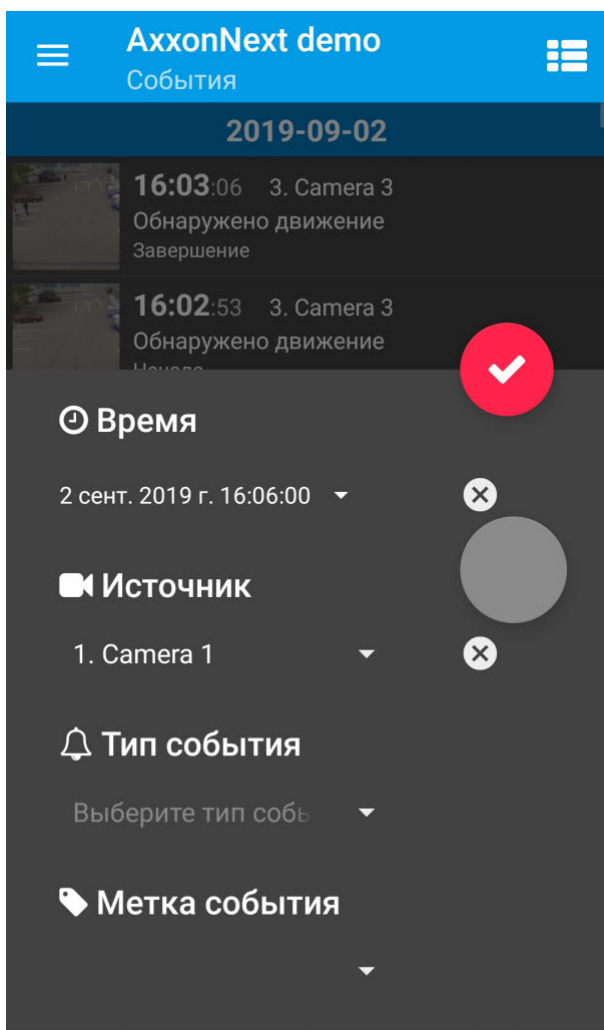 AxxonNext demo
События
2019-09-02
16:03:06 3. Camera 3
Обнаружено движение
Завершение
16:02:53 3. Camera 3
Обнаружено движение
Начало
Время
2 сент. 2019 г. 16:06:00
Источник
1. Camera 1
Тип события
Выберите тип собь
Метка события